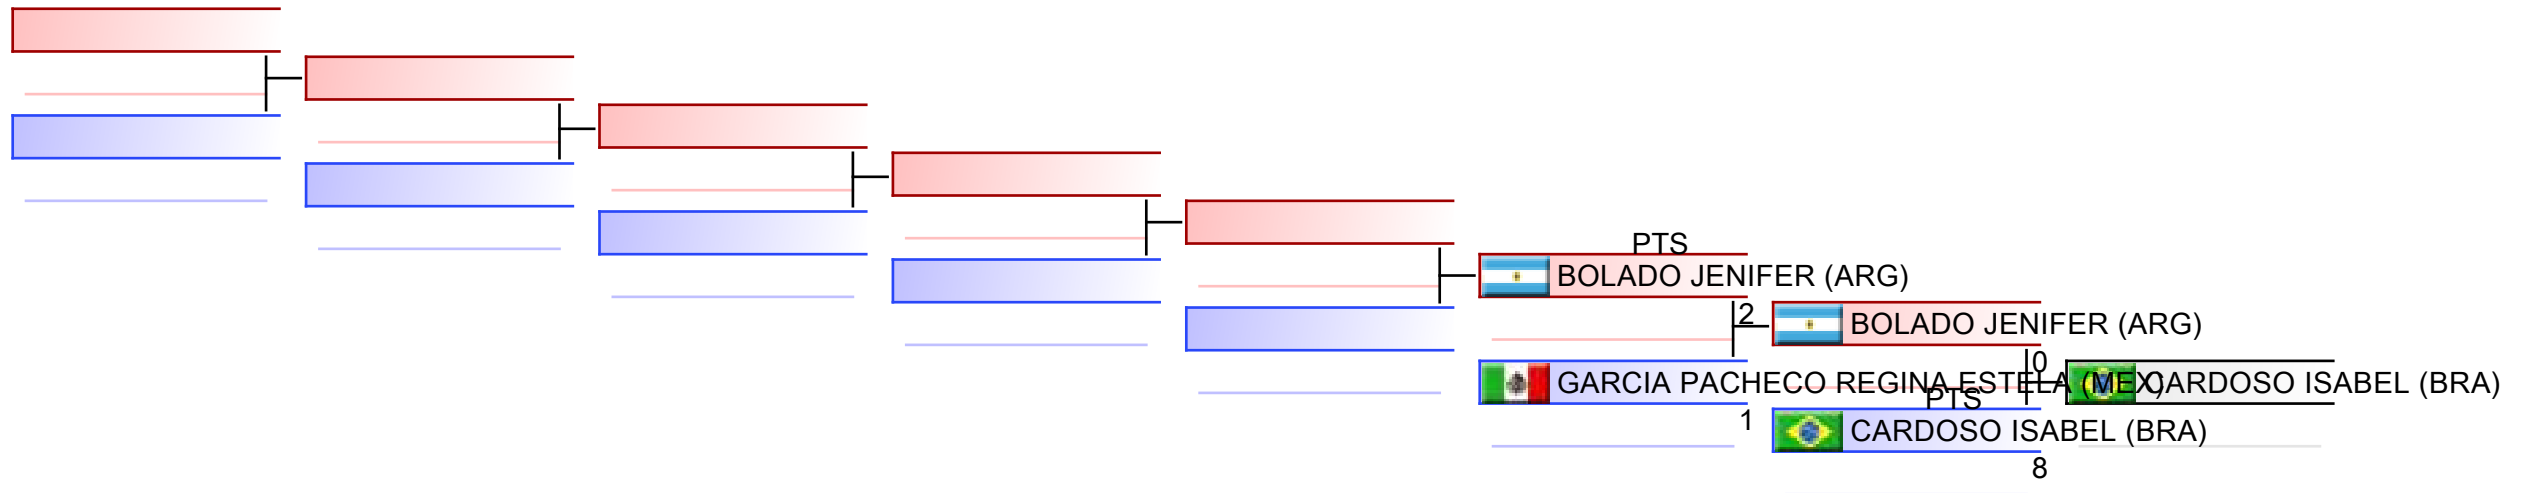 PTS
BOLADO JENIFER (ARG)
2
BOLADO JENIFER (ARG)
0
GARCIA PACHECO REGINA ESTELA (MEX)
CARDOSO ISABEL (BRA)
PTS
1
CARDOSO ISABEL (BRA)
8